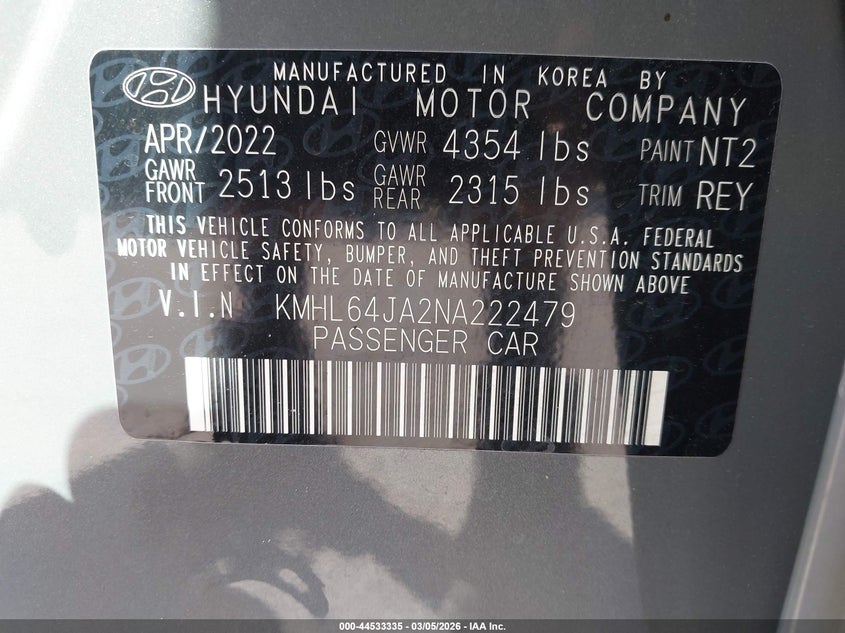 MANUFACTURED IN KOREA BY
HYUNDAI MOTOR COMPANY
APR/2022 GVWR 4354 lbs PAINT NT2
GAWR FRONT 2513 lbs GAWR REAR 2315 lbs TRIM REY
THIS VEHICLE CONFORMS TO ALL APPLICABLE U.S.A. FEDERAL
MOTOR VEHICLE SAFETY, BUMPER, AND THEFT PREVENTION STANDARDS
IN EFFECT ON THE DATE OF MANUFACTURE SHOWN ABOVE
V.I.N KMHL64JA2NA222479
PASSENGER CAR
000-44533335 - 03/05/2026 - IAA Inc.